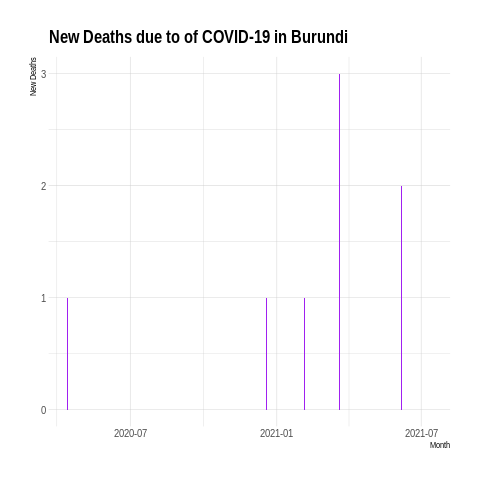 New Deaths due to of COVID-19 in Burundi
New Deaths
3
2
1
0
2020-07
2021-01
2021-07
Month